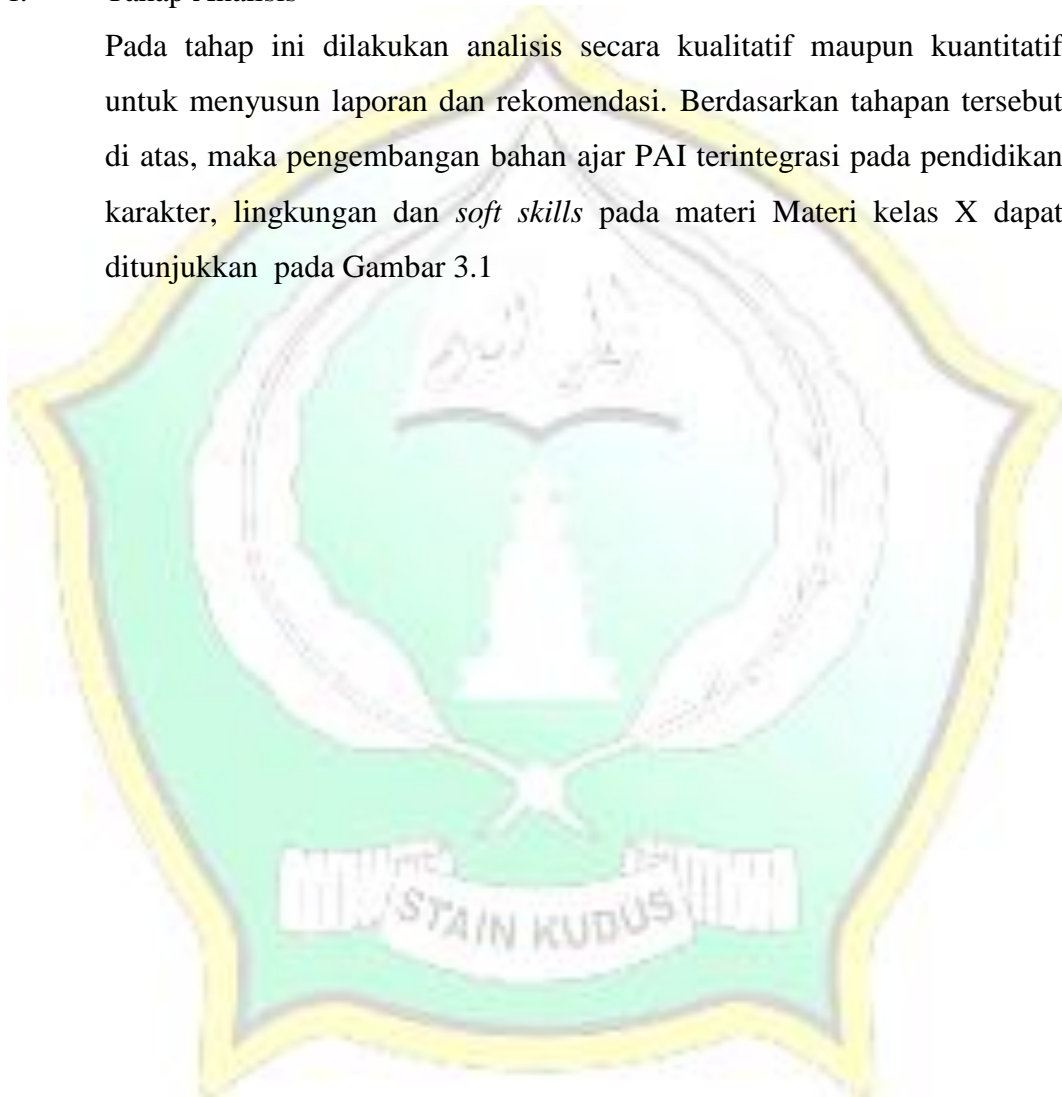 Tahap Analisis
Pada tahap ini dilakukan analisis secara kualitatif maupun kuantitatif
untuk menyusun laporan dan rekomendasi. Berdasarkan tahapan tersebut
di atas, maka pengembangan bahan ajar PAI terintegrasi pada pendidikan
karakter, lingkungan dan soft skills pada materi Materi kelas X dapat
ditunjukkan pada Gambar 3.1
STAIN KUDUS